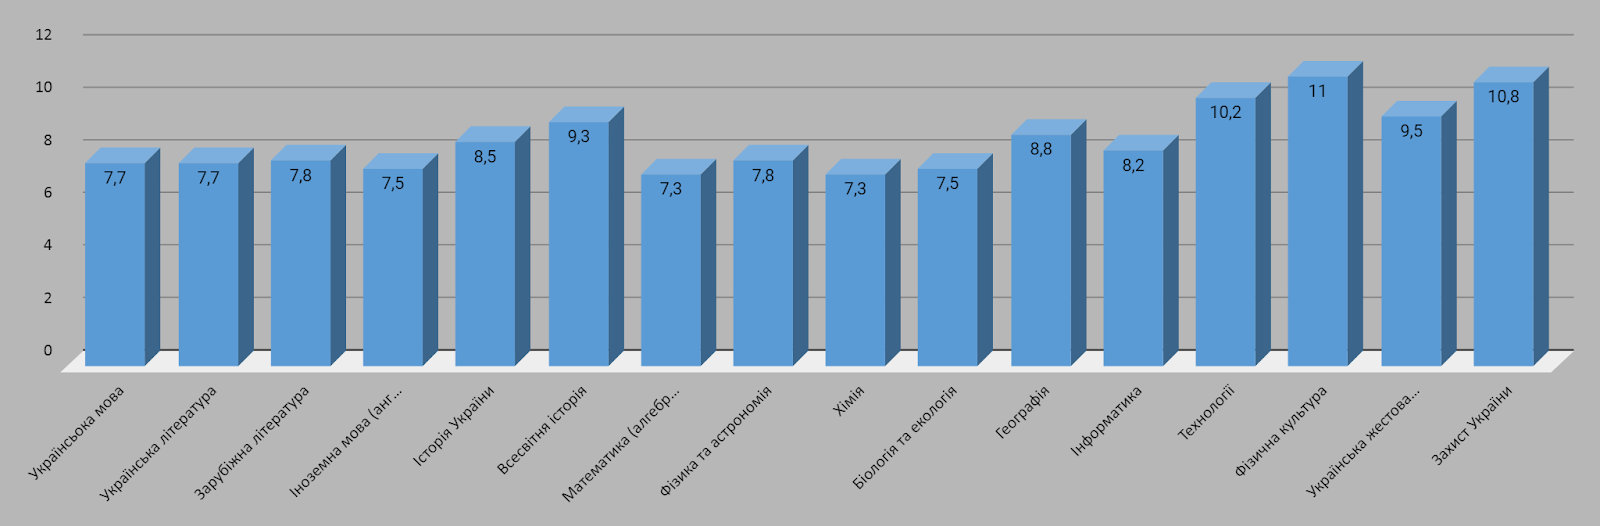 12
10
8
6
4
2
0
7,7
7,7
7,8
7,5
8,5
9,3
7,3
7,8
7,3
7,5
8,8
8,2
10,2
11
9,5
10,8
Українськока мова
Українська література
Зарубіжна література
Іноземна мова (анг...
Історія України
Всесвітня історія
Математика (алгебр...
Фізика та астрономія
Хімія
Біологія та екологія
Географія
Інформатика
Технології
Фізична культура
Українська жестова...
Захист України